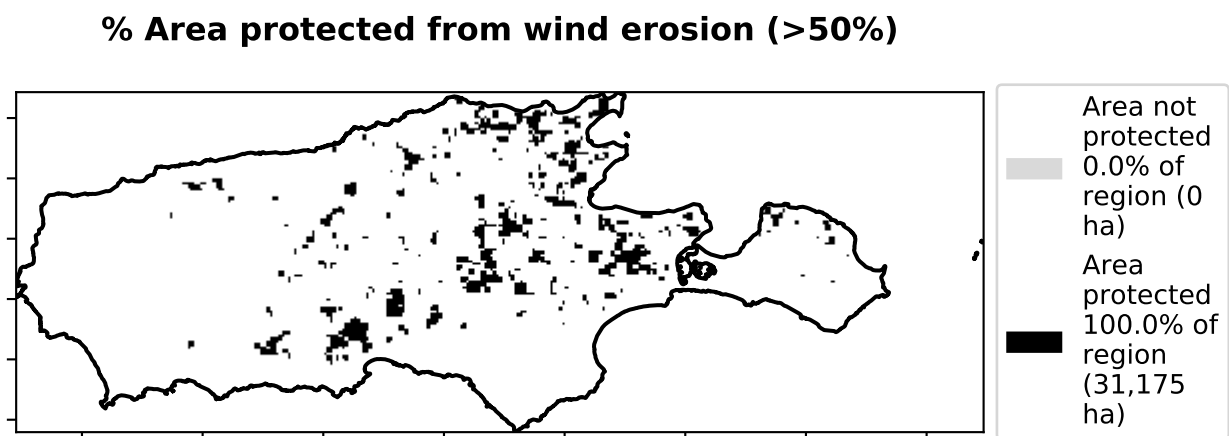 % Area protected from wind erosion (>50%)
Area not
protected
0.0% of
region (0
ha)
Area
protected
100.0% of
region
(31,175
ha)